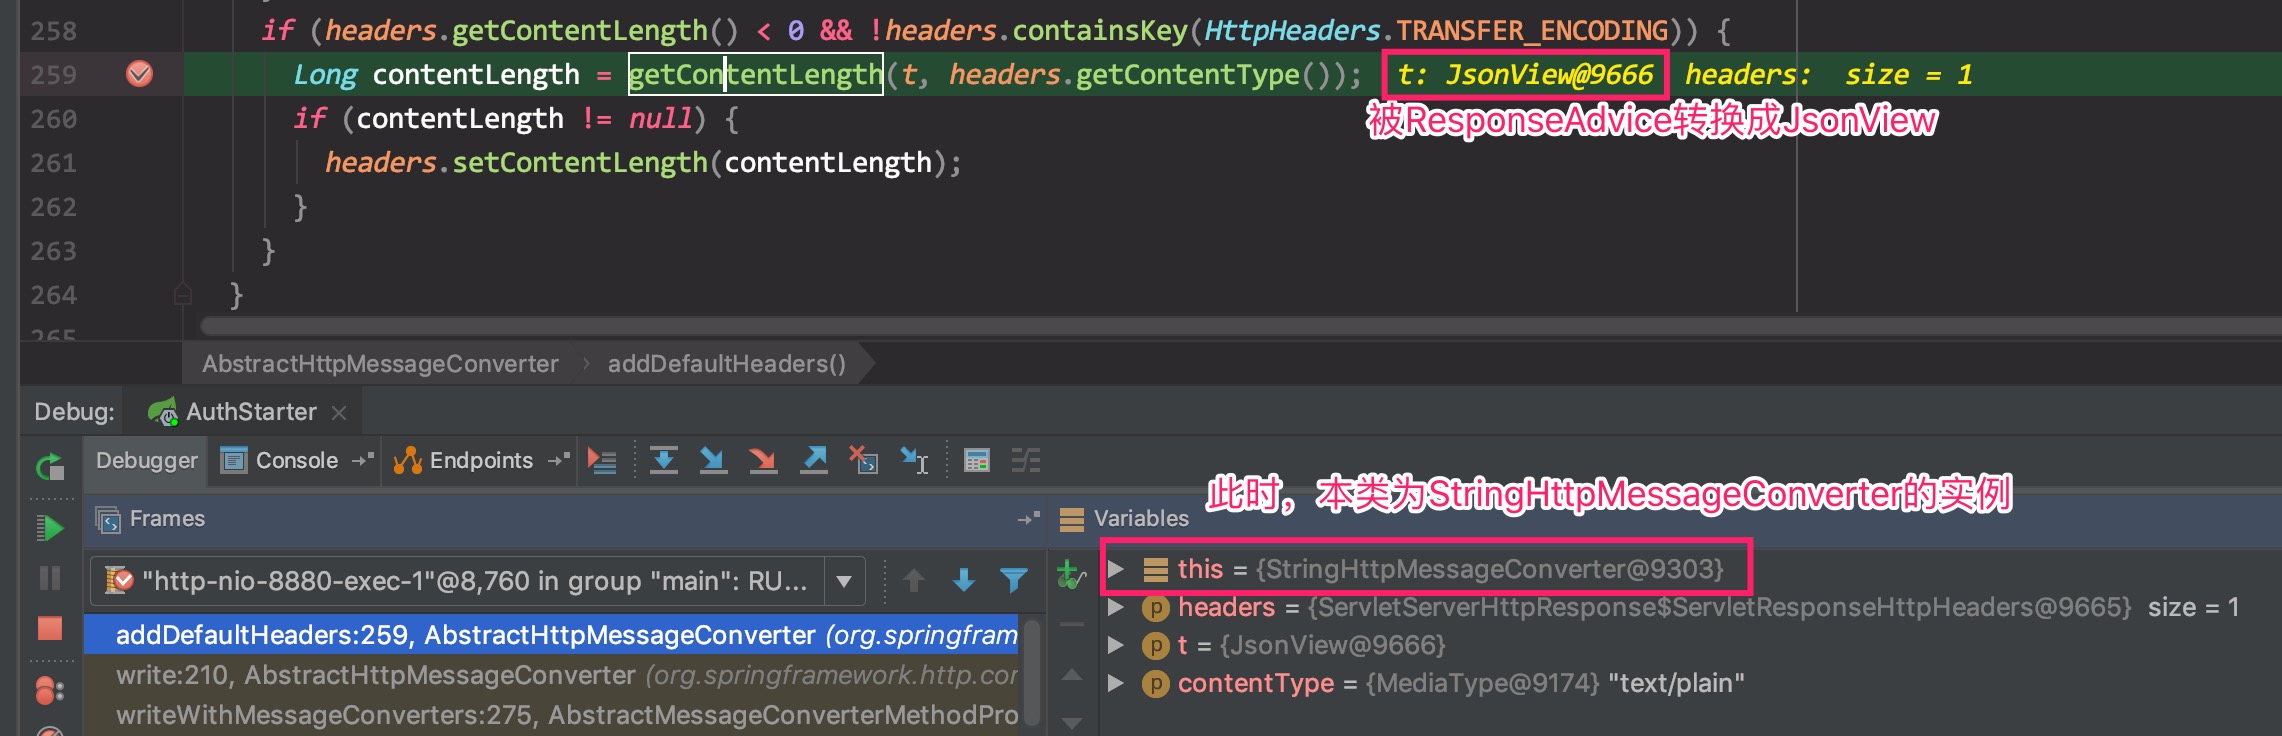 258 if (headers.getContentLength() < 0 && !headers.containsKey(HttpHeaders.TRANSFER_ENCODING)) {
259 Long contentLength = getContentLength(t, headers.getContentType()); t: JsonView@9666 headers: size = 1
被ResponseAdvice转换成JsonView
260 if (contentLength != null) {
261 headers.setContentLength(contentLength);
262 }
263 }
264 }
265
AbstractHttpMessageConverter › addDefaultHeaders()
Debug: AuthStarter ×
Debugger Console Endpoints
此时，本类为StringHttpMessageConverter的实例
Frames
Variables
"http-nio-8880-exec-1"@8,760 in group "main": RU...
this = {StringHttpMessageConverter@9303}
headers = {ServletServerHttpResponse$ServletResponseHttpHeaders@9665} size = 1
t = {JsonView@9666}
contentType = {MediaType@9174} "text/plain"
addDefaultHeaders:259, AbstractHttpMessageConverter (org.springfram
write:210, AbstractHttpMessageConverter (org.springframework.http.cor
writeWithMessageConverters:275, AbstractMessageConverterMethodPro